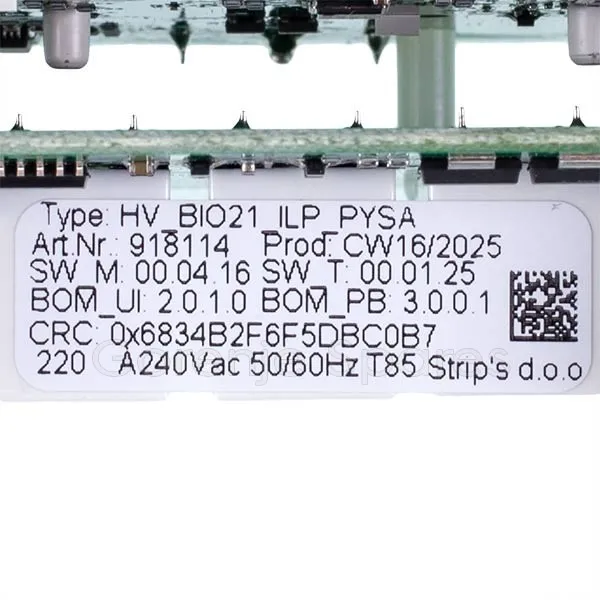 Type: HV_BIO21_ILP_PYSA
Art.Nr.: 918114 Prod: CW16/2025
SW_M: 00.04.16 SW_T: 00.01.25
BOM_UI: 2.0.1.0 BOM_PB: 3.0.0.1
CRC: 0x6834B2F6F5DBC0B7
220 A240Vac 50/60Hz T85 Strip's d.o.o